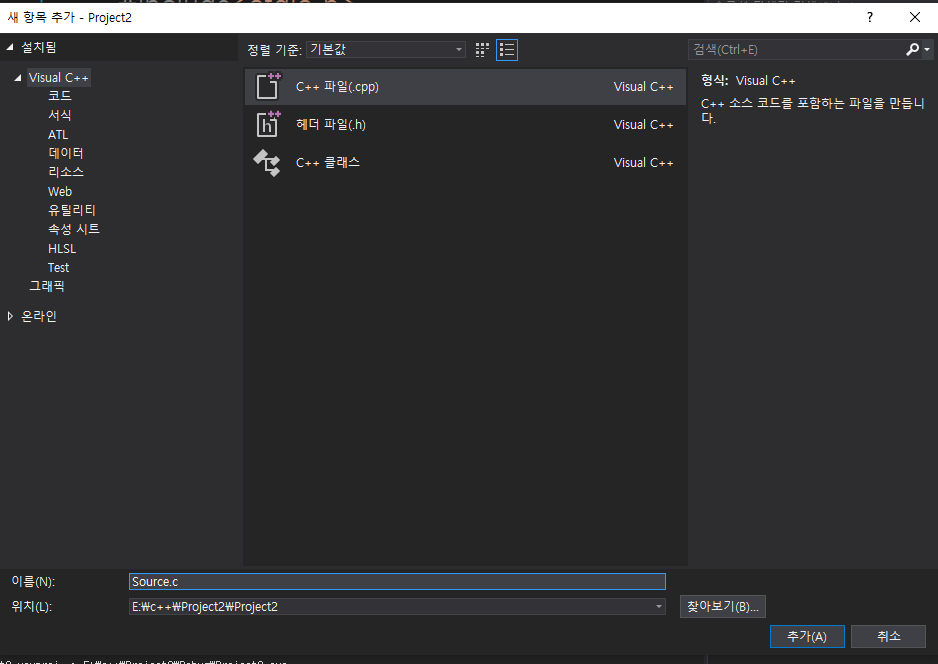 새 항목 추가 - Project2
?
설치됨
정렬 기준: 기본값
검색(Ctrl+E)
Visual C++
코드
서식
ATL
데이터
리소스
Web
유틸리티
속성 시트
HLSL
Test
그래픽
온라인
C++ 파일(.cpp) Visual C++
헤더 파일(.h) Visual C++
C++ 클래스 Visual C++
형식: Visual C++
C++ 소스 코드를 포함하는 파일을 만듭니
다.
이름(N): Source.c
위치(L): E:₩c++₩Project2₩Project2
찾아보기(B)...
추가(A) 취소